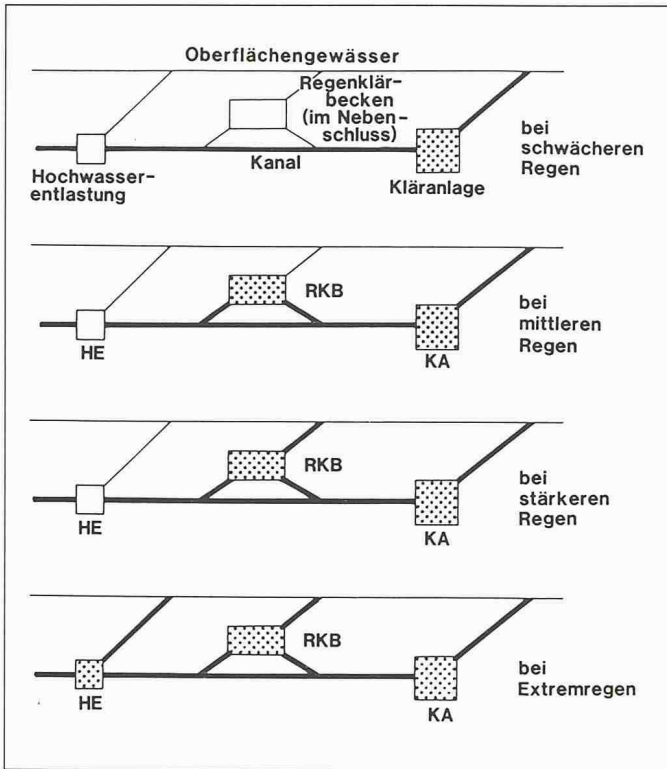 Oberflächengewässer
Regenklär-
becken
(im Neben-
schluss)
Kanal
Hochwasser-
entlastung
Kläranlage
bei
schwächeren
Regen
RKB
HE
KA
bei
mittleren
Regen
RKB
HE
KA
bei
stärkeren
Regen
RKB
HE
KA
bei
Extremregen